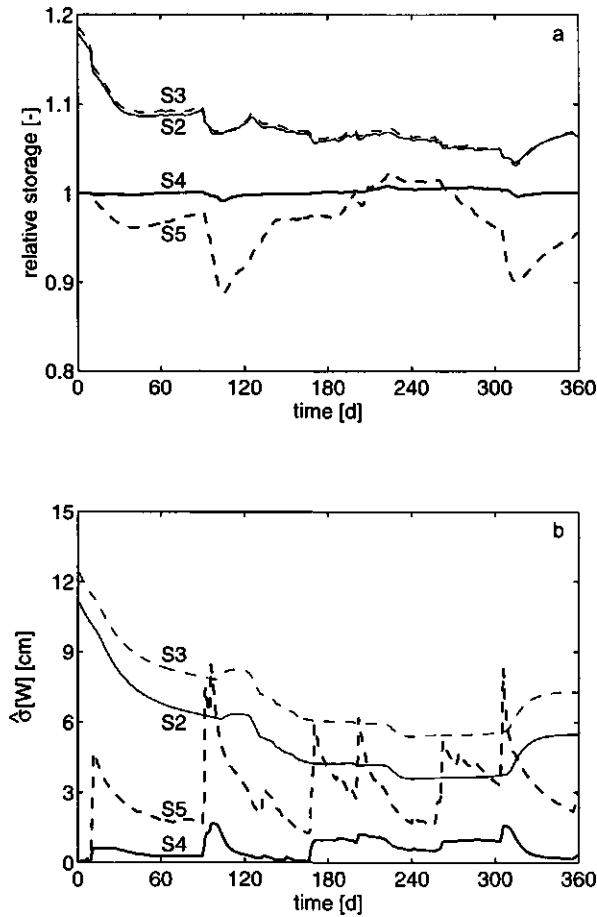 1.2
a
S3
1.1
S2
S4
1
S5
0.9
0.8
0 60 120 180 240 300 360
time [d]
relative storage [-]
15
b
12
9
S3
6
S2
3
S5
S4
0
0 60 120 180 240 300 360
time [d]
σ̂[W] [cm]